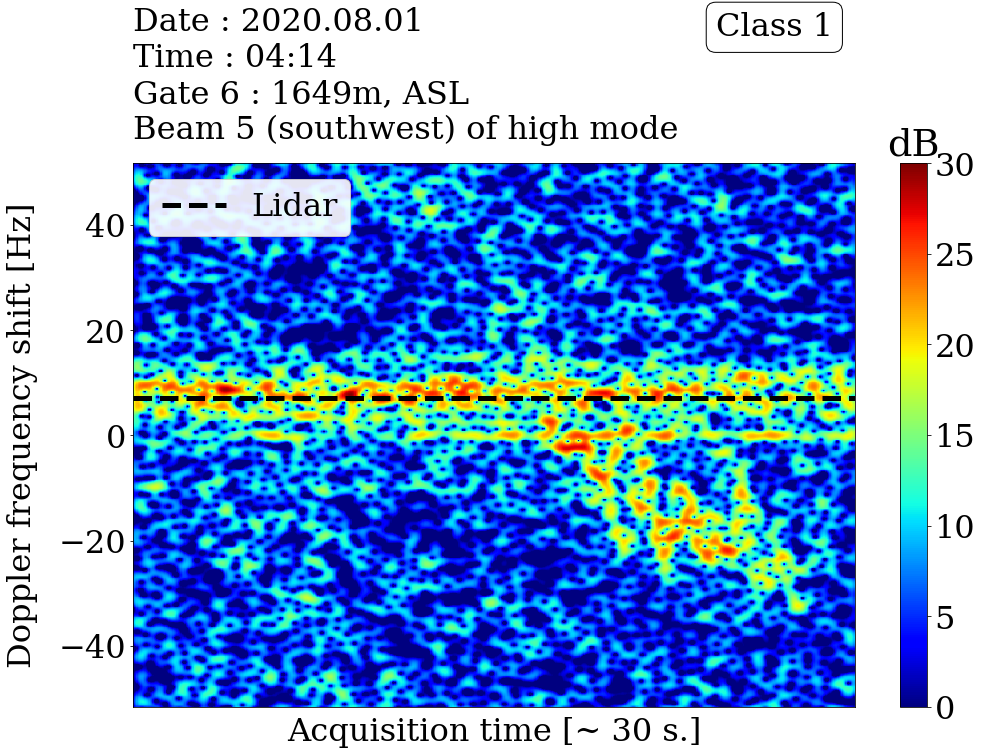 Date : 2020.08.01
Class 1
Time : 04:14
Gate 6 : 1649m, ASL
Beam 5 (southwest) of high mode
dB
Lidar
Doppler frequency shift [Hz]
40
20
0
−20
−40
30
25
20
15
10
5
0
Acquisition time [~ 30 s.]